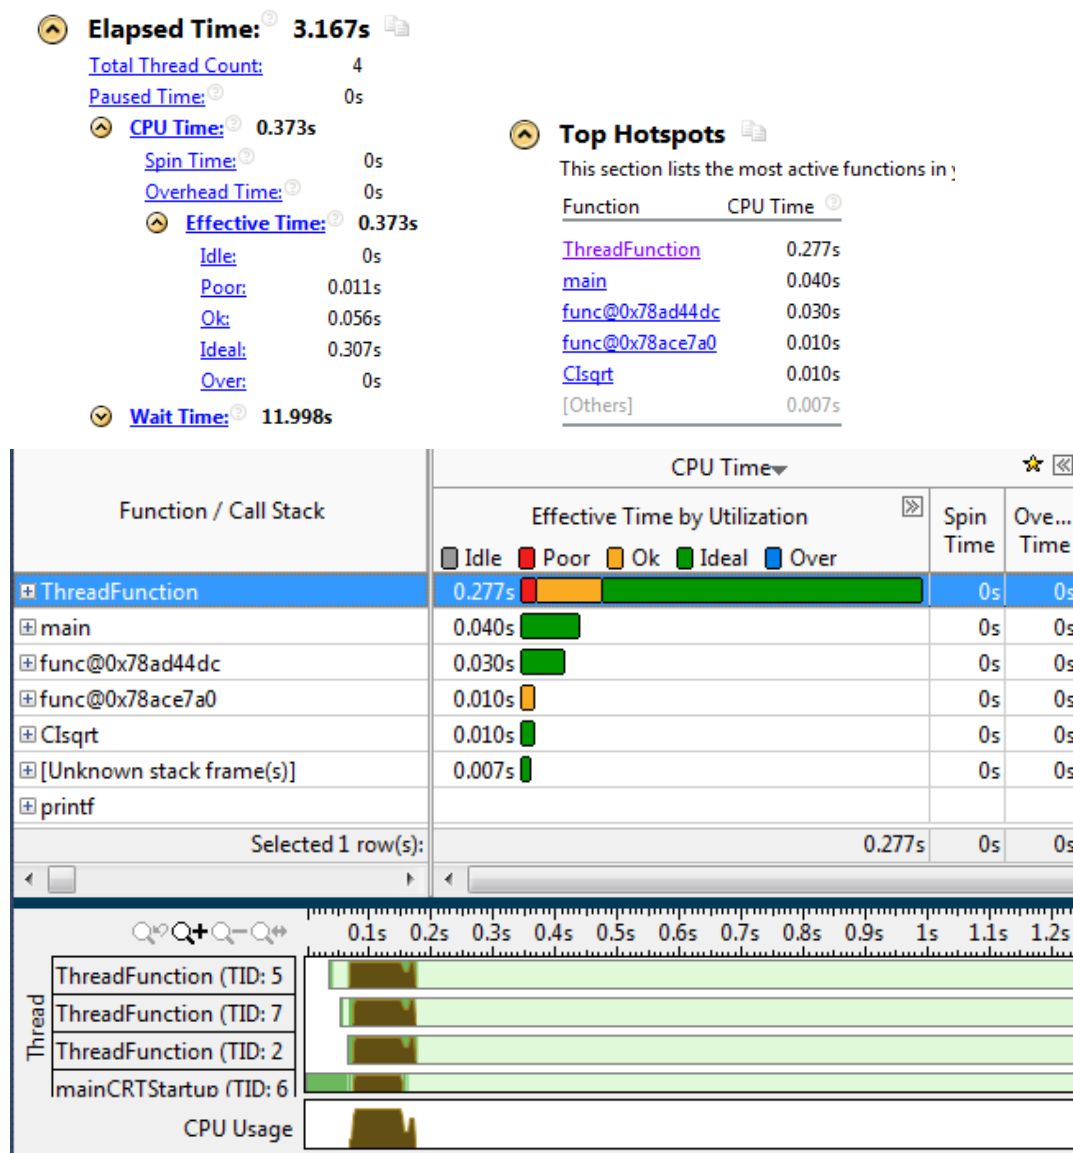 Elapsed Time: 3.167s
Total Thread Count: 4
Paused Time: 0s
CPU Time: 0.373s
Spin Time: 0s
Overhead Time: 0s
Effective Time: 0.373s
Idle: 0s
Poor: 0.011s
Ok: 0.056s
Ideal: 0.307s
Over: 0s
Wait Time: 11.998s
Top Hotspots
This section lists the most active functions in
Function CPU Time
ThreadFunction 0.277s
main 0.040s
func@0x78ad44dc 0.030s
func@0x78ace7a0 0.010s
CIsqrt 0.010s
[Others] 0.007s
Function / Call Stack
CPU Time
Effective Time by Utilization
Idle Poor Ok Ideal Over
Spin Time
Ove... Time
ThreadFunction 0.277s 0s 0s
main 0.040s 0s 0s
func@0x78ad44dc 0.030s 0s 0s
func@0x78ace7a0 0.010s 0s 0s
CIsqrt 0.010s 0s 0s
[Unknown stack frame(s)] 0.007s 0s 0s
printf
Selected 1 row(s): 0.277s 0s 0s
0.1s 0.2s 0.3s 0.4s 0.5s 0.6s 0.7s 0.8s 0.9s 1s 1.1s 1.2s
Thread
ThreadFunction (TID: 5
ThreadFunction (TID: 7
ThreadFunction (TID: 2
mainCRTStartup (TID: 6
CPU Usage